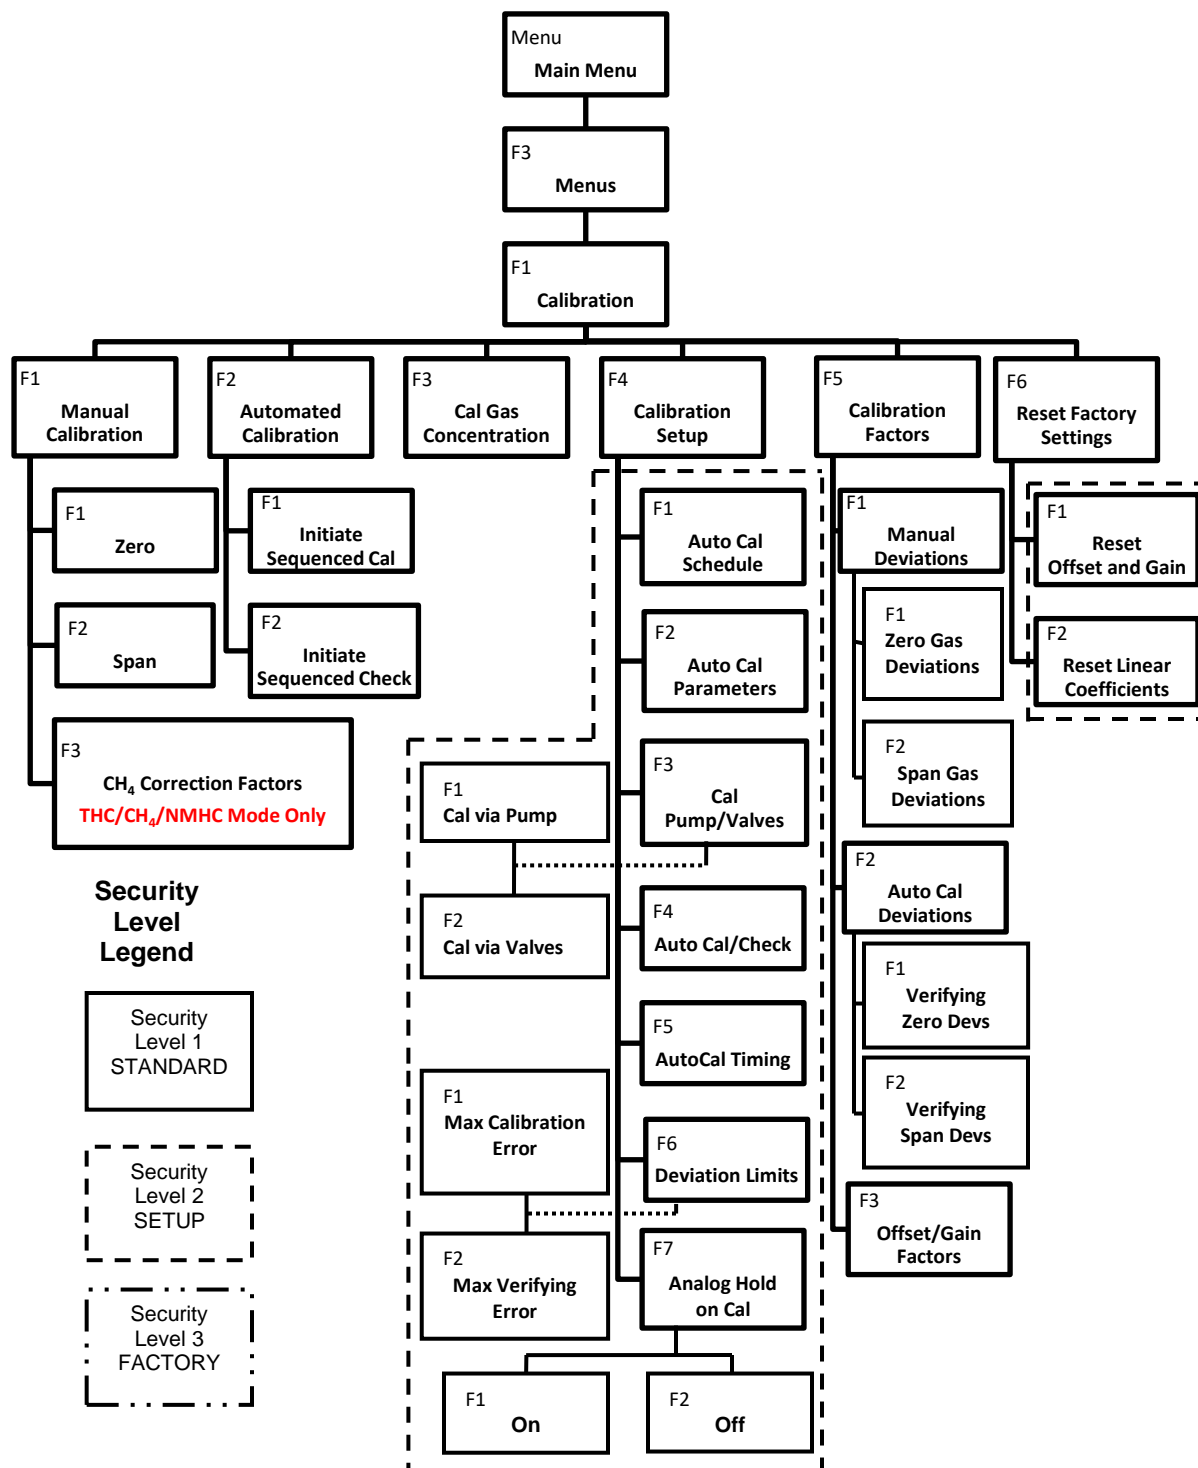 Menu
Main Menu
F3
Menus
F1
Calibration
F1
Manual
Calibration
F2
Automated
Calibration
F3
Cal Gas
Concentration
F4
Calibration
Setup
F5
Calibration
Factors
F6
Reset Factory
Settings
F1
Zero
F2
Span
F3
CH₄ Correction Factors
THC/CH₄/NMHC Mode Only
F1
Initiate
Sequenced Cal
F2
Initiate
Sequenced Check
F1
Auto Cal
Schedule
F2
Auto Cal
Parameters
F3
Cal
Pump/Valves
F1
Cal via Pump
F2
Cal via Valves
F4
Auto Cal/Check
F5
AutoCal Timing
F6
Deviation Limits
F1
Max Calibration
Error
F2
Max Verifying
Error
F7
Analog Hold
on Cal
F1
On
F2
Off
F1
Manual
Deviations
F1
Zero Gas
Deviations
F2
Span Gas
Deviations
F2
Auto Cal
Deviations
F1
Verifying
Zero Devs
F2
Verifying
Span Devs
F3
Offset/Gain
Factors
F1
Reset
Offset and Gain
F2
Reset Linear
Coefficients
Security
Level
Legend
Security
Level 1
STANDARD
Security
Level 2
SETUP
Security
Level 3
FACTORY